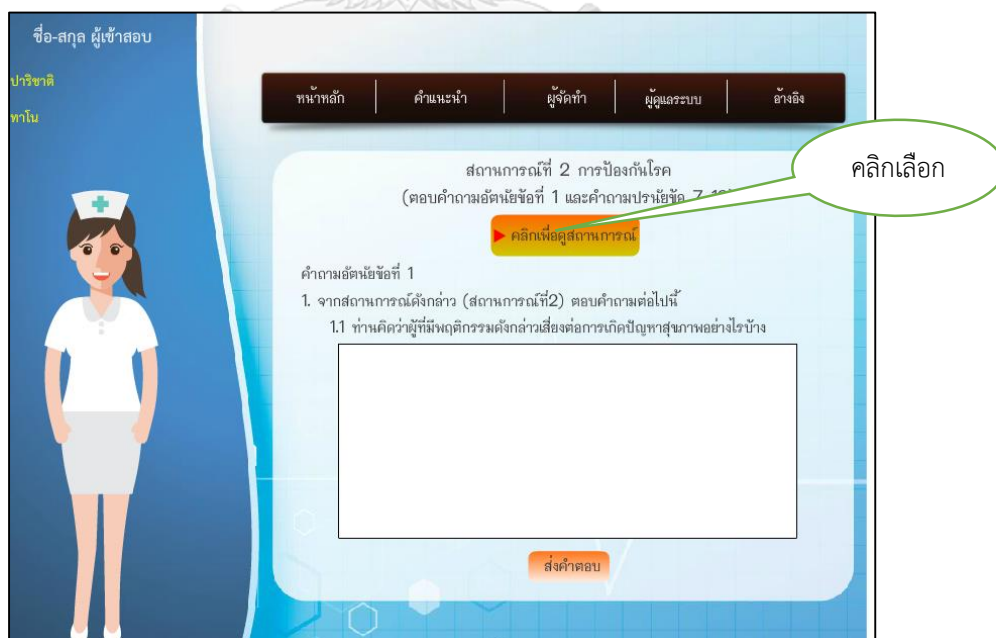 ชื่อ-สกุล ผู้เข้าสอบ
ปาริชาติ
ทาโน
หน้าหลัก คำแนะนำ ผู้จัดทำ ผู้ดูแลระบบ อ้างอิง
คลิกเลือก
สถานการณ์ที่ 2 การป้องกันโรค
(ตอบคำถามอัตนัยข้อที่ 1 และคำถามปรนัยข้อ 7-12)
คลิกเพื่อดูสถานการณ์
คำถามอัตนัยข้อที่ 1
1. จากสถานการณ์ดังกล่าว (สถานการณ์ที่2) ตอบคำถามต่อไปนี้
1.1 ท่านคิดว่าผู้ที่มีพฤติกรรมดังกล่าวเสี่ยงต่อการเกิดปัญหาสุขภาพอย่างไรบ้าง
ส่งคำตอบ